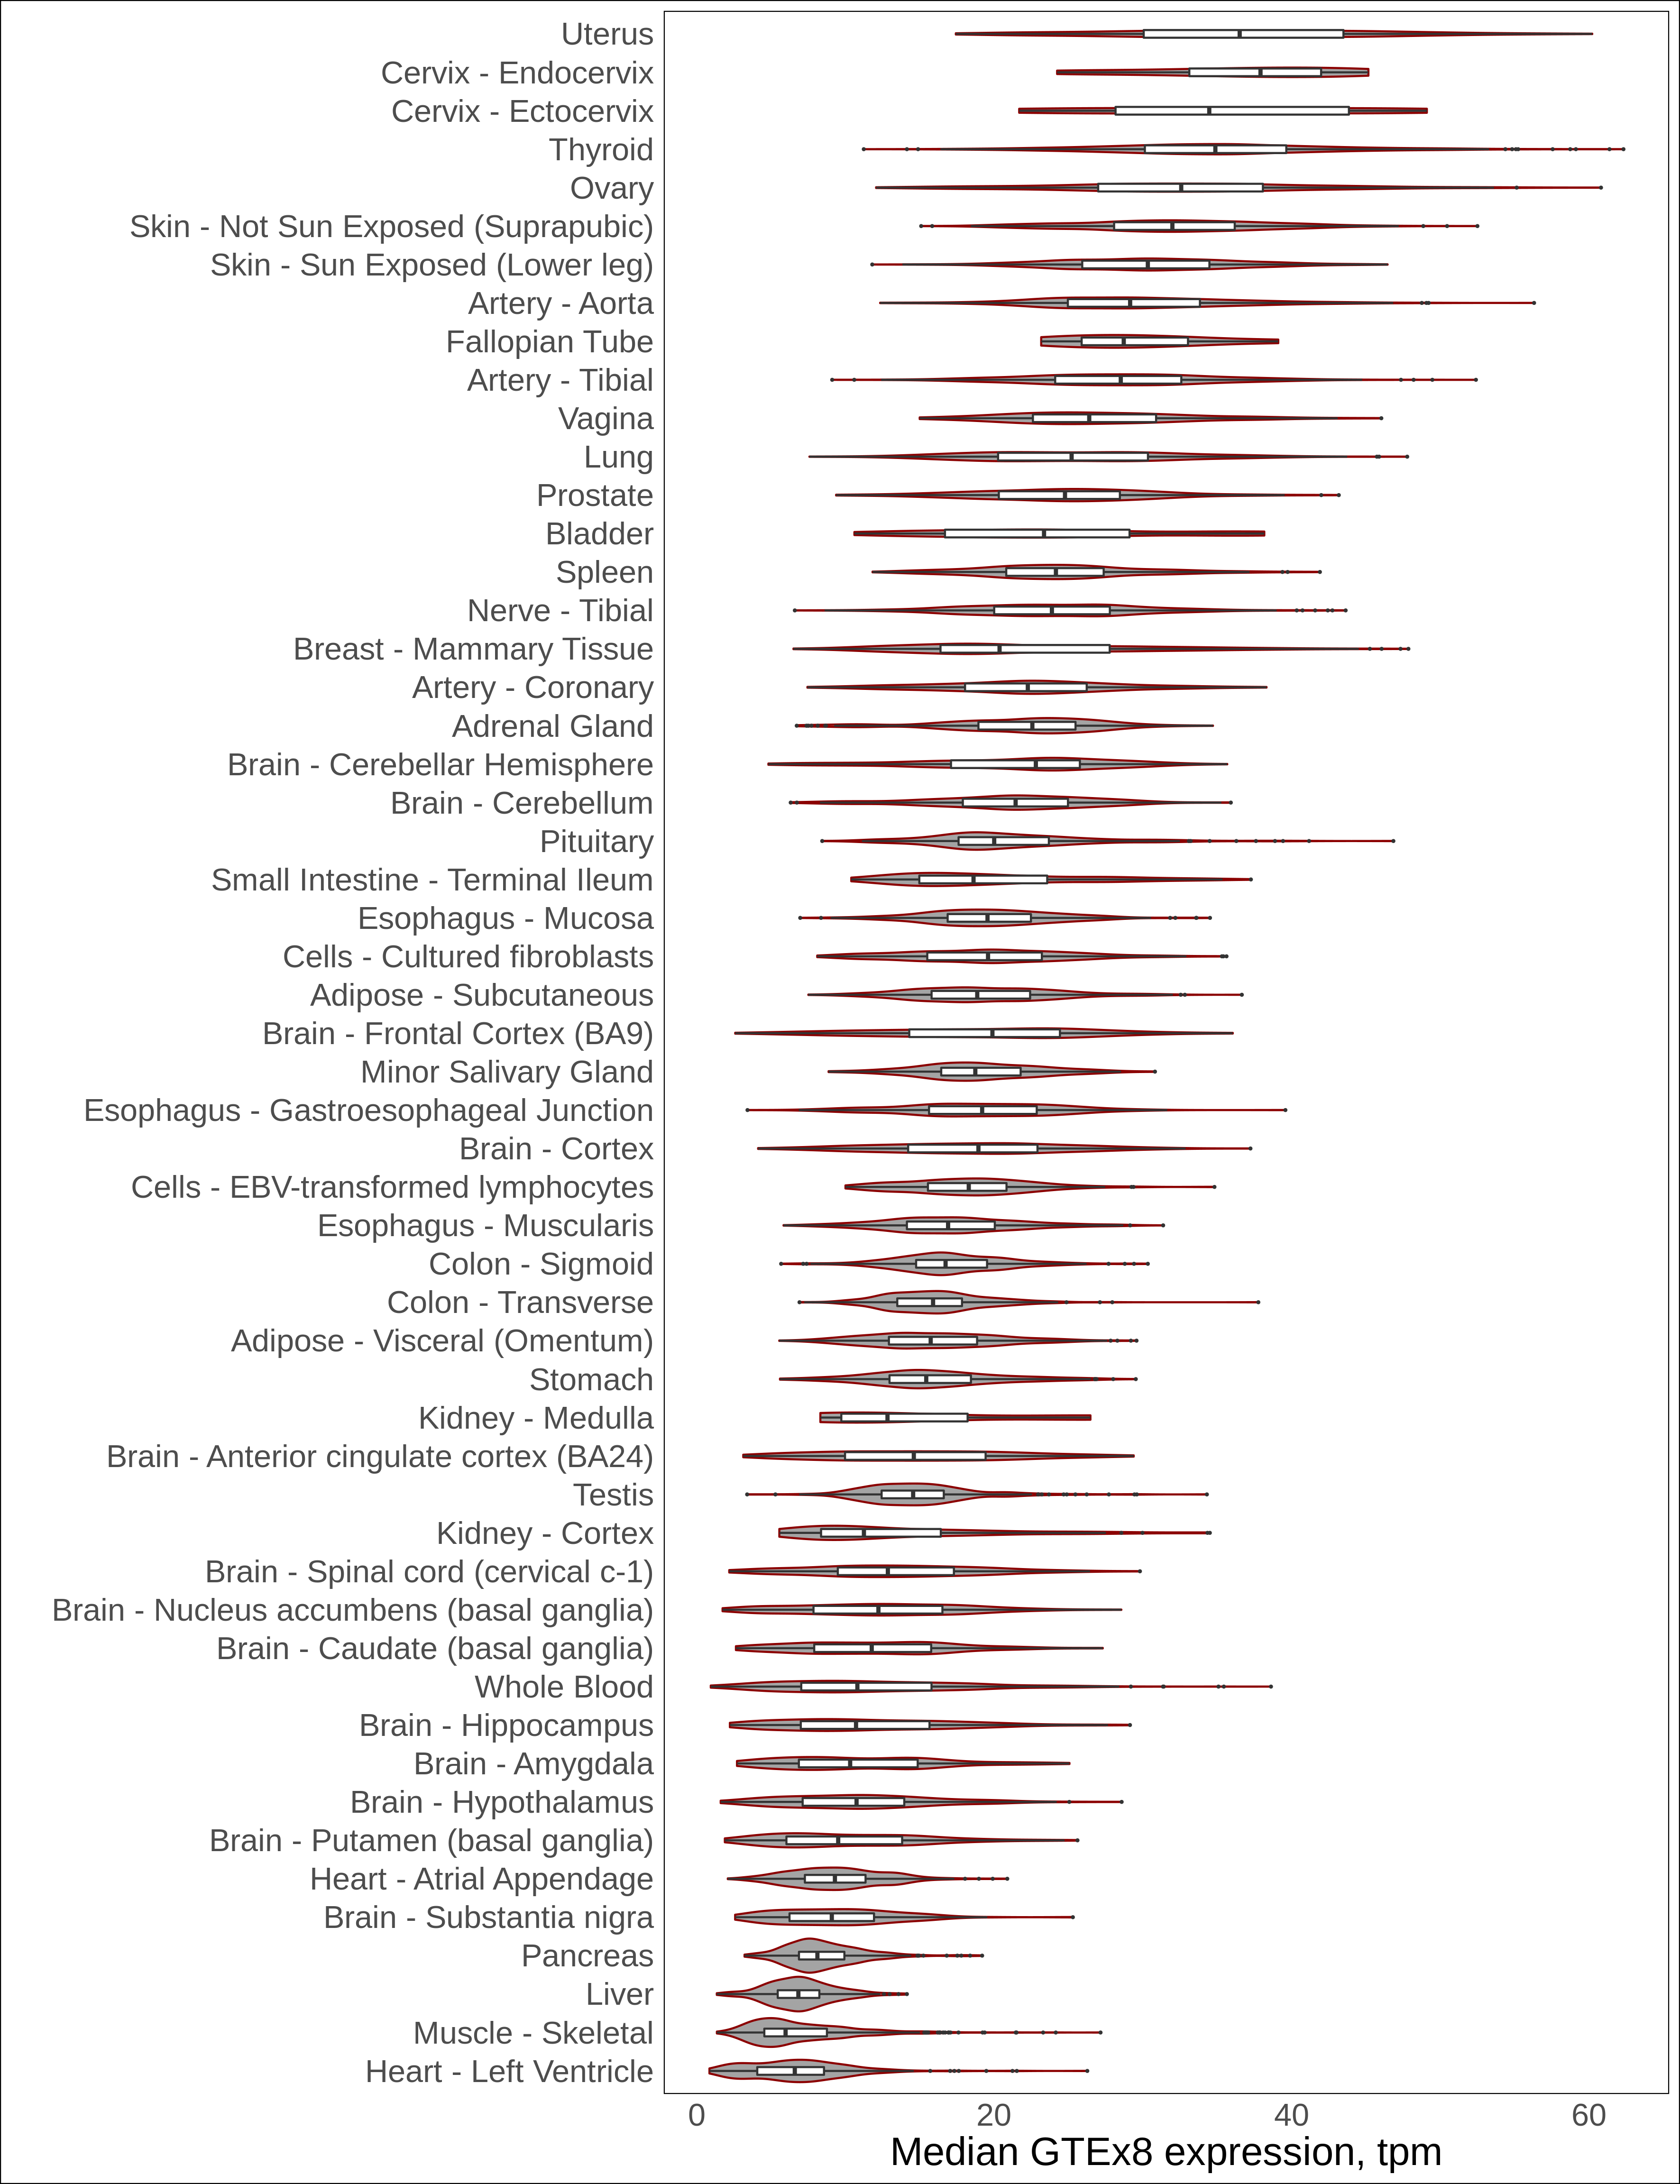 Uterus
Cervix - Endocervix
Cervix - Ectocervix
Thyroid
Ovary
Skin - Not Sun Exposed (Suprapubic)
Skin - Sun Exposed (Lower leg)
Artery - Aorta
Fallopian Tube
Artery - Tibial
Vagina
Lung
Prostate
Bladder
Spleen
Nerve - Tibial
Breast - Mammary Tissue
Artery - Coronary
Adrenal Gland
Brain - Cerebellar Hemisphere
Brain - Cerebellum
Pituitary
Small Intestine - Terminal Ileum
Esophagus - Mucosa
Cells - Cultured fibroblasts
Adipose - Subcutaneous
Brain - Frontal Cortex (BA9)
Minor Salivary Gland
Esophagus - Gastroesophageal Junction
Brain - Cortex
Cells - EBV-transformed lymphocytes
Esophagus - Muscularis
Colon - Sigmoid
Colon - Transverse
Adipose - Visceral (Omentum)
Stomach
Kidney - Medulla
Brain - Anterior cingulate cortex (BA24)
Testis
Kidney - Cortex
Brain - Spinal cord (cervical c-1)
Brain - Nucleus accumbens (basal ganglia)
Brain - Caudate (basal ganglia)
Whole Blood
Brain - Hippocampus
Brain - Amygdala
Brain - Hypothalamus
Brain - Putamen (basal ganglia)
Heart - Atrial Appendage
Brain - Substantia nigra
Pancreas
Liver
Muscle - Skeletal
Heart - Left Ventricle
0 20 40 60
Median GTEx8 expression, tpm